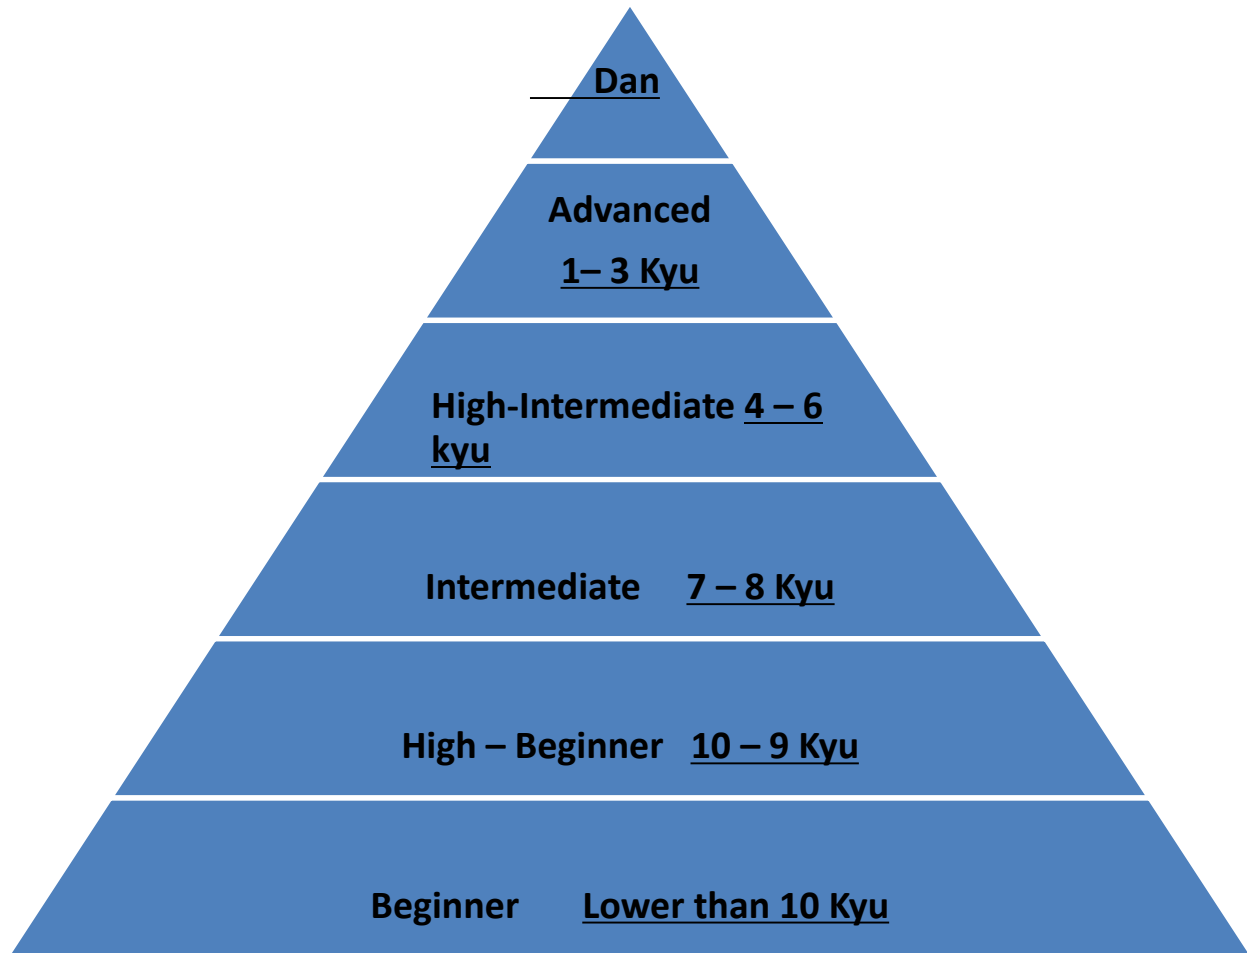 Dan
Advanced
1– 3 Kyu
High-Intermediate 4 – 6
kyu
Intermediate 7 – 8 Kyu
High – Beginner 10 – 9 Kyu
Beginner Lower than 10 Kyu